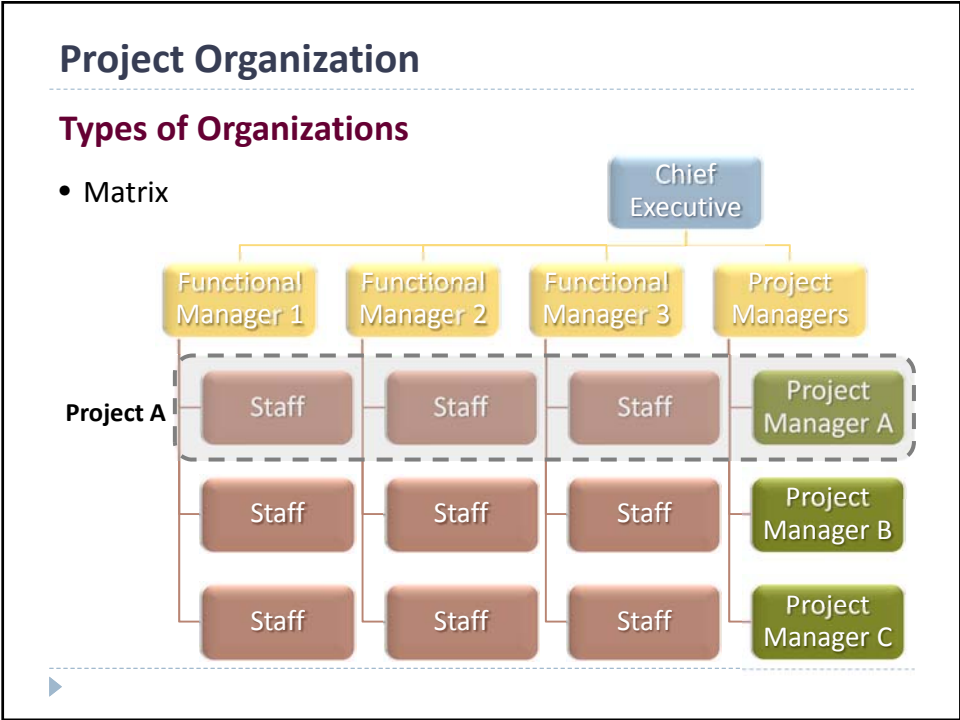 Project Organization
Types of Organizations
• Matrix
Chief
Executive
Functional
Manager 1
Functional
Manager 2
Functional
Manager 3
Project
Managers
Project A
Staff
Staff
Staff
Project
Manager A
Staff
Staff
Staff
Project
Manager B
Staff
Staff
Staff
Project
Manager C